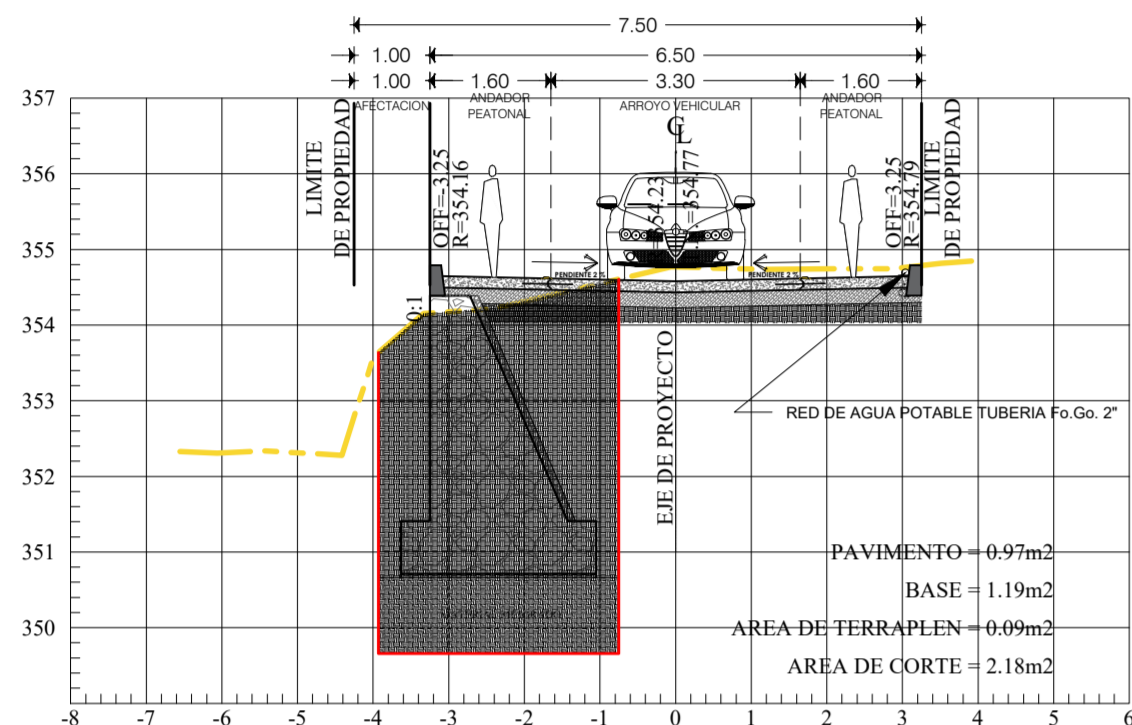 7.50
1.00
6.50
1.00
1.60
3.30
1.60
AFECTACION
ANDADOR
PEATONAL
ARROYO VEHICULAR
ANDADOR
PEATONAL
CL
LIMITE
DE PROPIEDAD
OFF=-3.25
R=354.16
354.23
=354.77
OFF=3.25
R=354.79
LIMITE
DE PROPIEDAD
PENDIENTE 2 %
PENDIENTE 2 %
0:1
EJE DE PROYECTO
RED DE AGUA POTABLE TUBERIA Fo.Go. 2"
PAVIMENTO = 0.97m2
BASE = 1.19m2
AREA DE TERRAPLEN = 0.09m2
AREA DE CORTE = 2.18m2
357
356
355
354
353
352
351
350
-8 -7 -6 -5 -4 -3 -2 -1 0 1 2 3 4 5 6